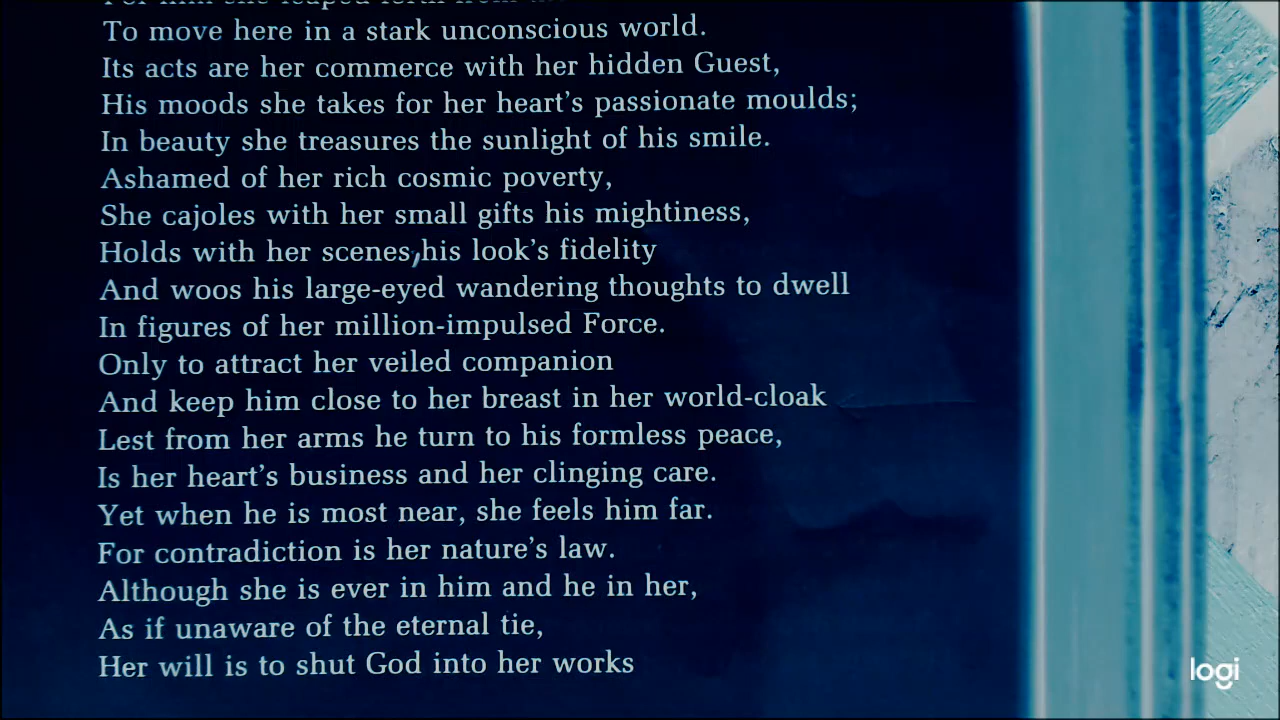 To move here in a stark unconscious world.
Its acts are her commerce with her hidden Guest,
His moods she takes for her heart's passionate moulds;
In beauty she treasures the sunlight of his smile.
Ashamed of her rich cosmic poverty,
She cajoles with her small gifts his mightiness,
Holds with her scenes,his look's fidelity
And woos his large-eyed wandering thoughts to dwell
In figures of her million-impulsed Force.
Only to attract her veiled companion
And keep him close to her breast in her world-cloak
Lest from her arms he turn to his formless peace,
Is her heart's business and her clinging care.
Yet when he is most near, she feels him far.
For contradiction is her nature's law.
Although she is ever in him and he in her,
As if unaware of the eternal tie,
Her will is to shut God into her works
logi